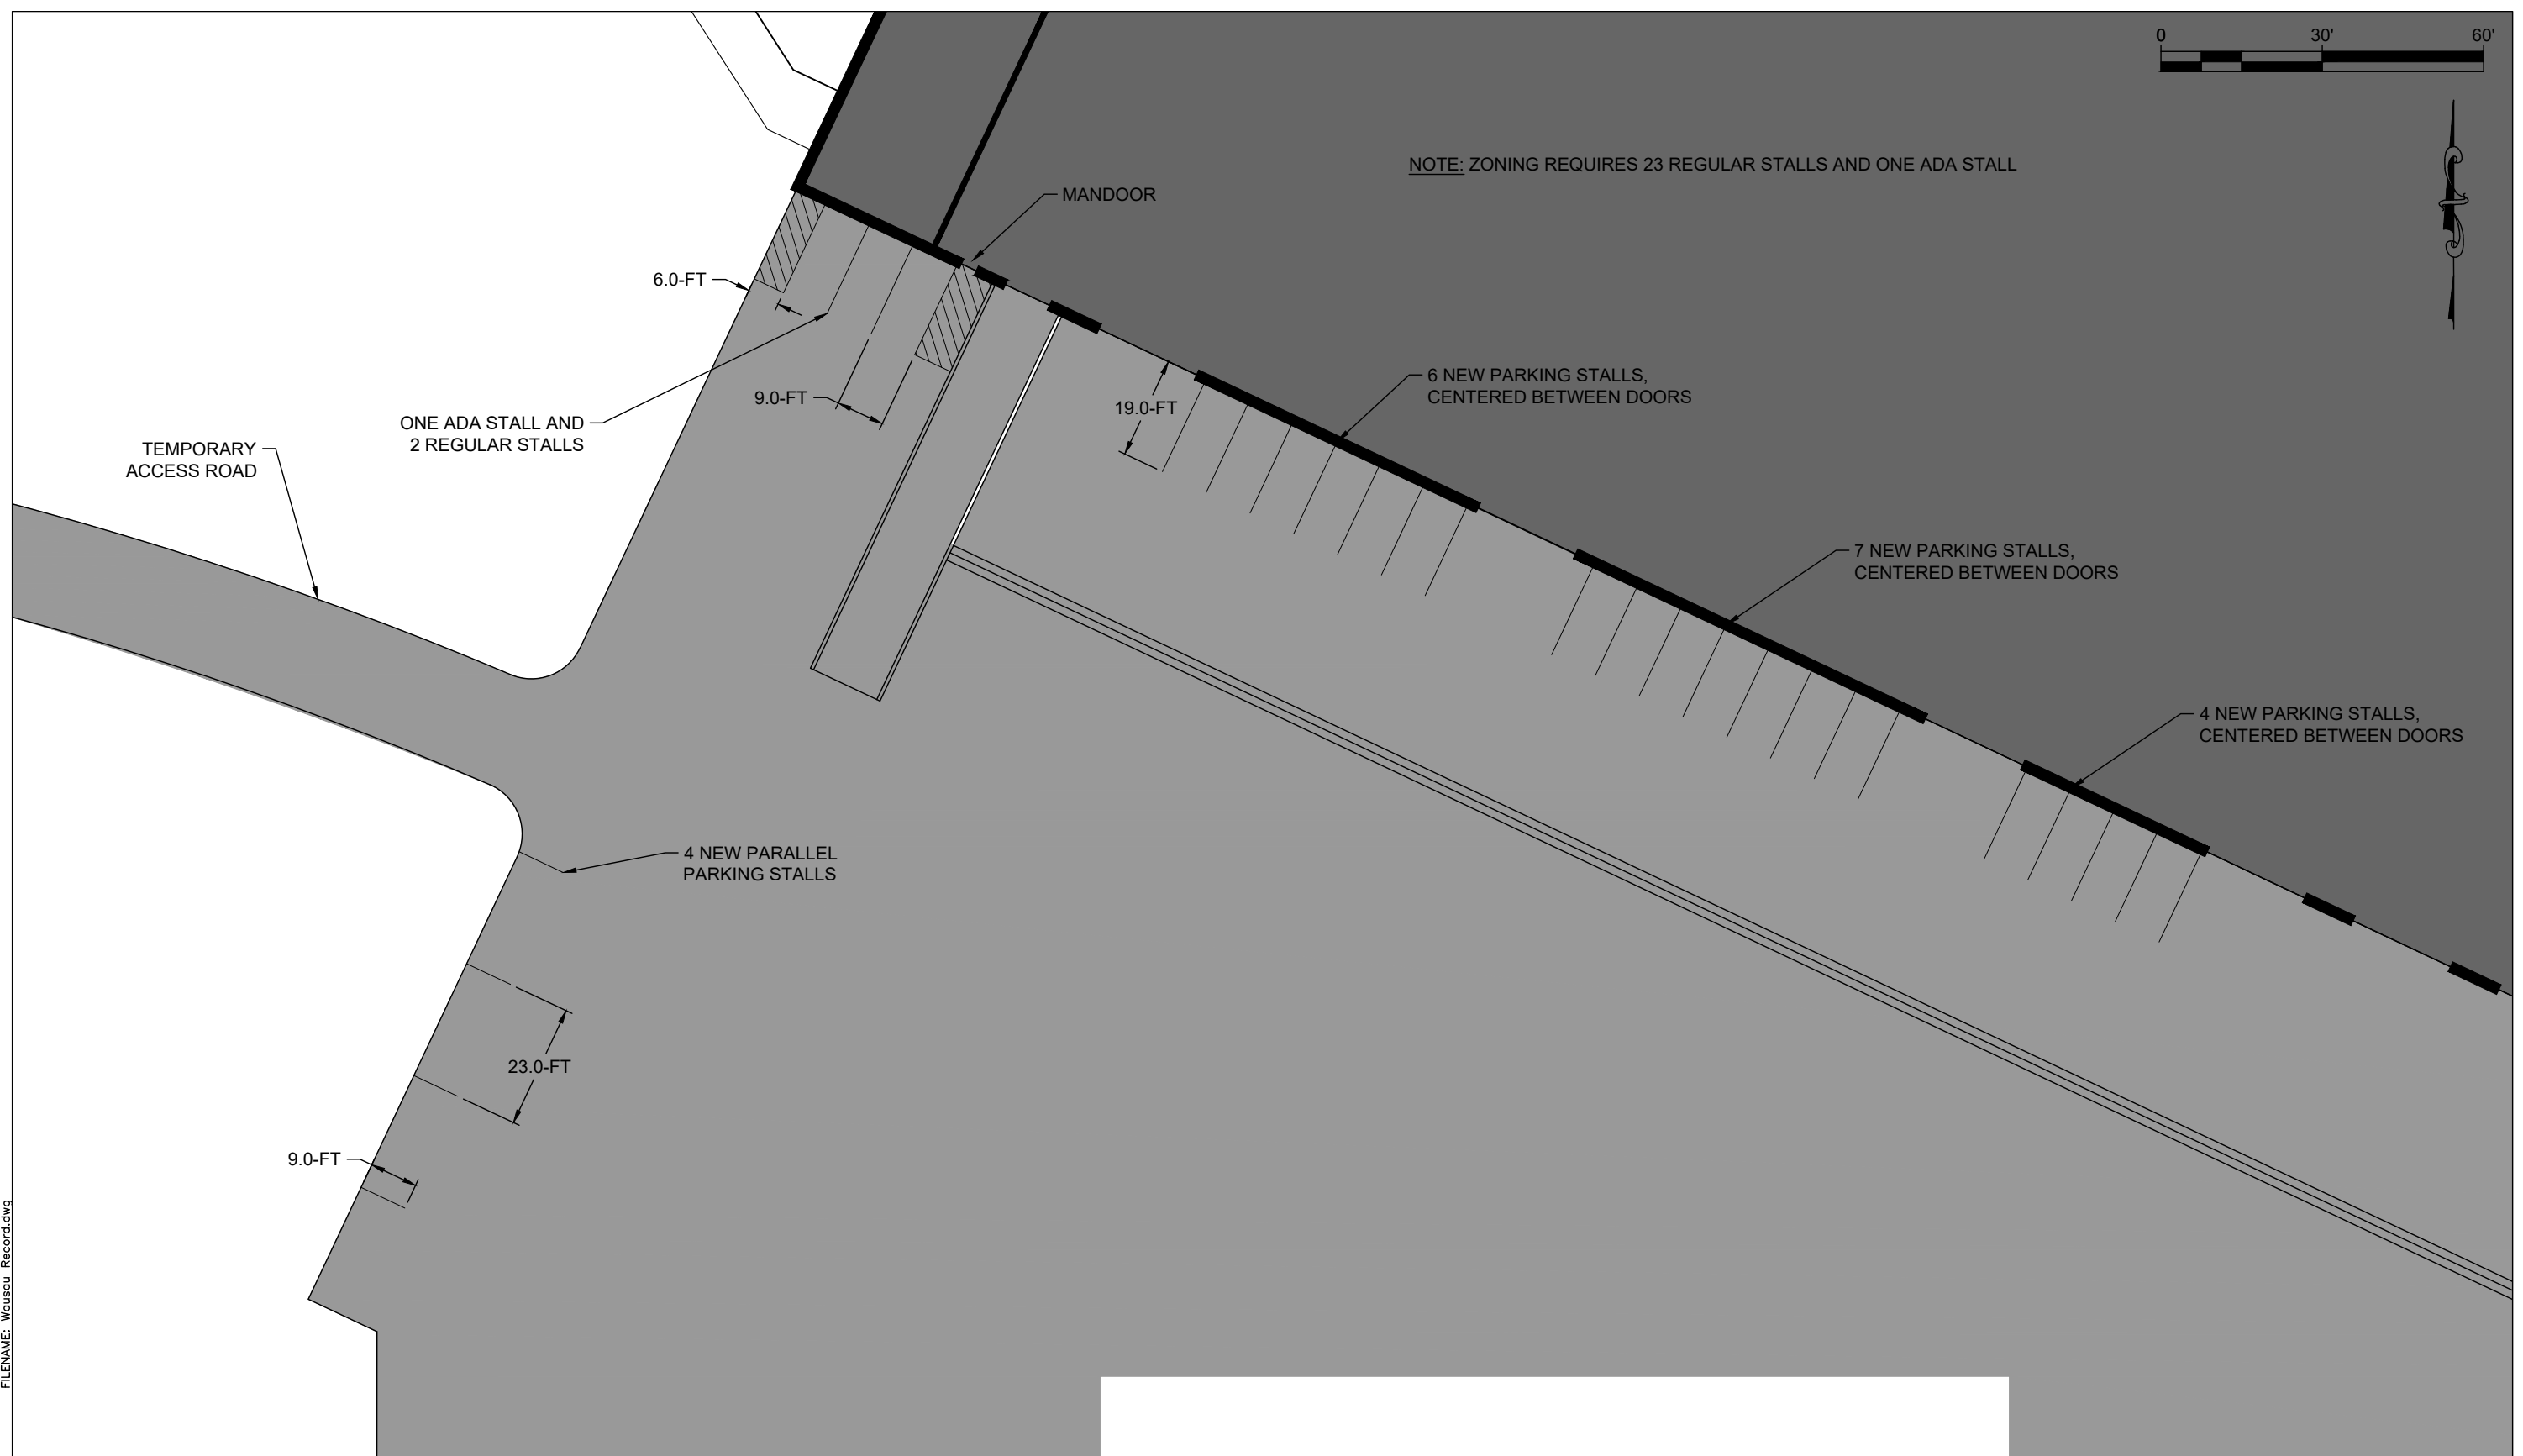 0 30' 60'
NOTE: ZONING REQUIRES 23 REGULAR STALLS AND ONE ADA STALL
MANDOOR
6.0-FT
9.0-FT
ONE ADA STALL AND
2 REGULAR STALLS
TEMPORARY
ACCESS ROAD
19.0-FT
6 NEW PARKING STALLS,
CENTERED BETWEEN DOORS
7 NEW PARKING STALLS,
CENTERED BETWEEN DOORS
4 NEW PARKING STALLS,
CENTERED BETWEEN DOORS
4 NEW PARALLEL
PARKING STALLS
23.0-FT
9.0-FT
FILENAME: Wausau Record.dwg